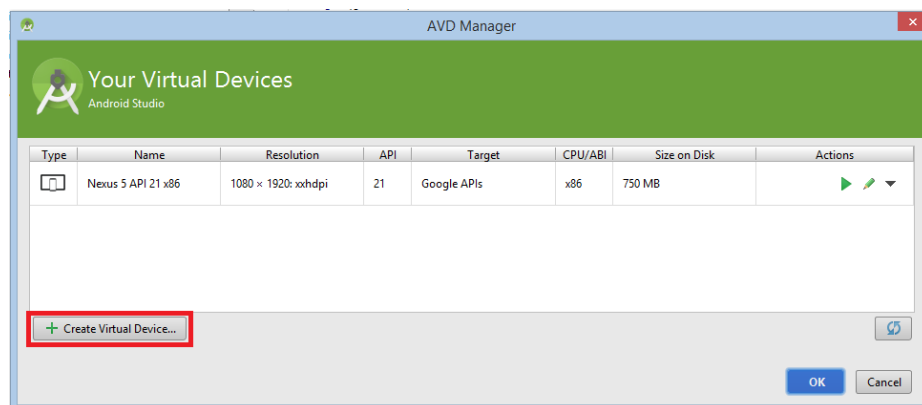 AVD Manager
Your Virtual Devices
Android Studio
Type Name Resolution API Target CPU/ABI Size on Disk Actions
Nexus 5 API 21 x86 1080 × 1920: xxhdpi 21 Google APIs x86 750 MB
Create Virtual Device...
OK Cancel